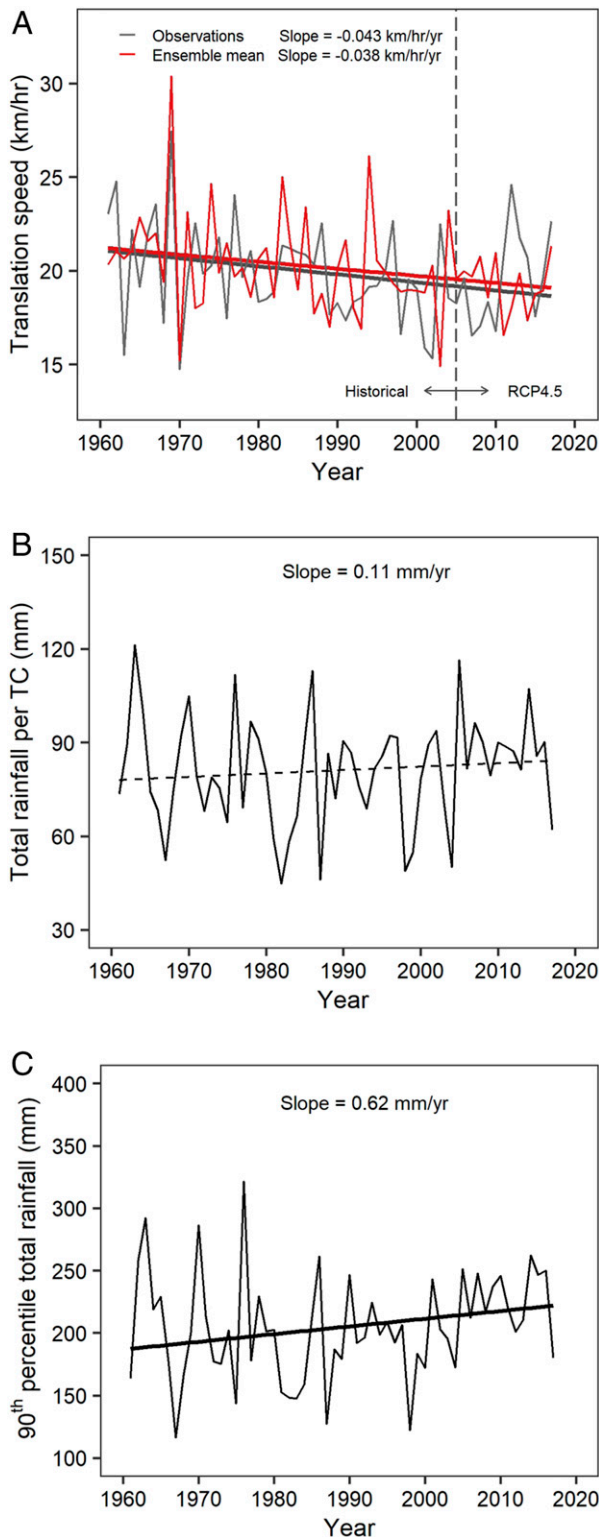 A
Observations Slope = -0.043 km/hr/yr
Ensemble mean Slope = -0.038 km/hr/yr
30
25
20
15
Translation speed (km/hr)
Historical RCP4.5
1960 1970 1980 1990 2000 2010 2020
Year
B
150
120
90
60
30
Total rainfall per TC (mm)
Slope = 0.11 mm/yr
1960 1970 1980 1990 2000 2010 2020
Year
C
400
350
300
250
200
150
100
90th percentile total rainfall (mm)
Slope = 0.62 mm/yr
1960 1970 1980 1990 2000 2010 2020
Year